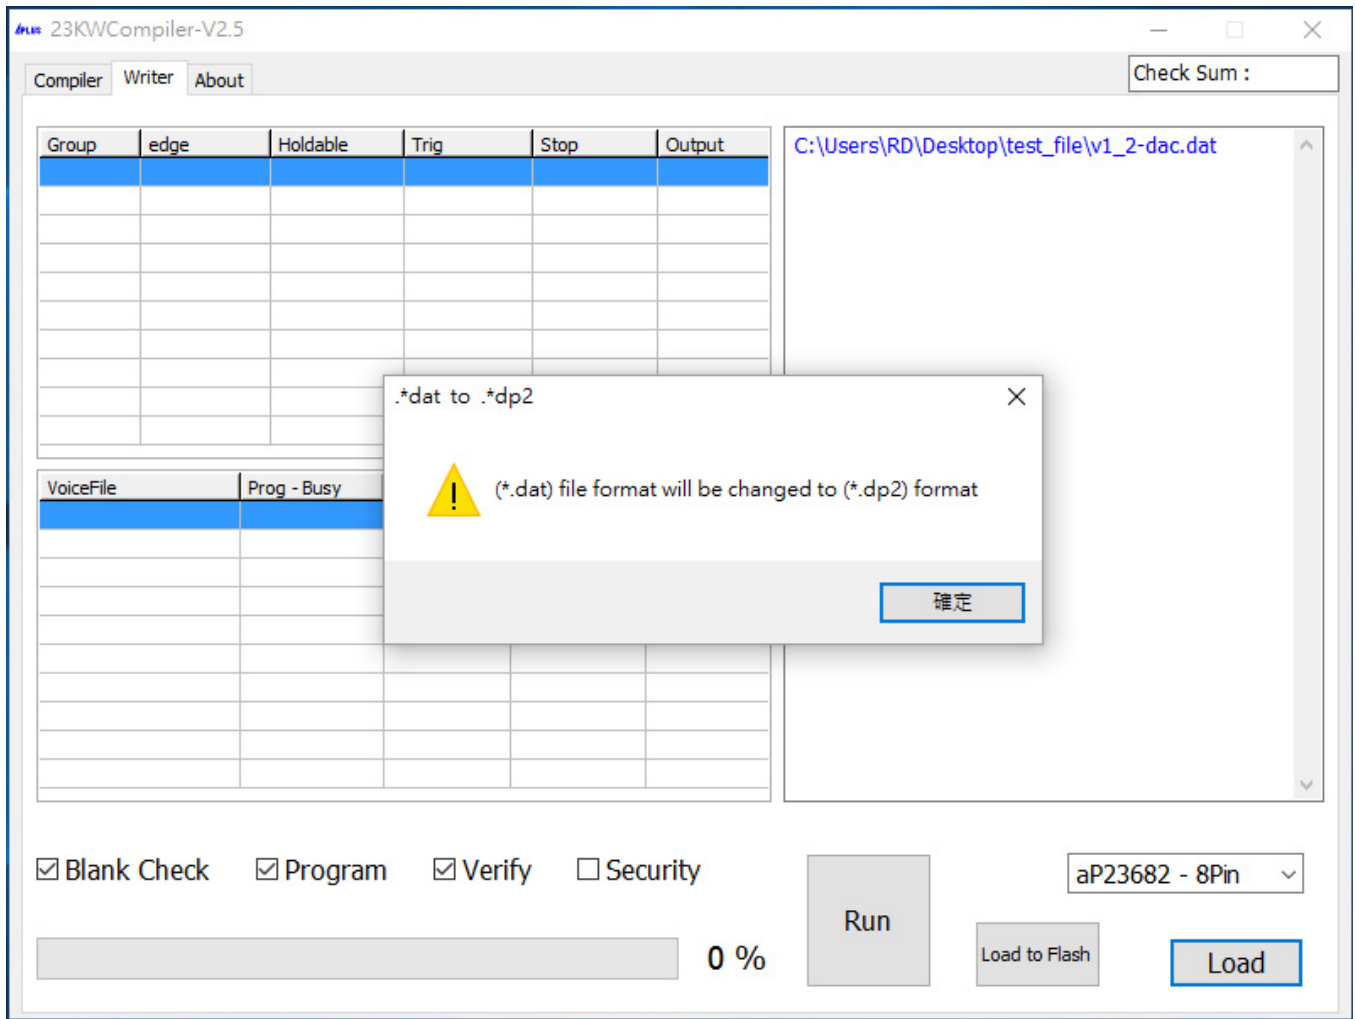 APLUS 23KWCompiler-V2.5
Compiler Writer About
Check Sum :
Group edge Holdable Trig Stop Output
C:\Users\RD\Desktop\test_file\v1_2-dac.dat
.*dat to .*dp2
(*.dat) file format will be changed to (*.dp2) format
確定
VoiceFile Prog - Busy
Blank Check Program Verify Security
aP23682 - 8Pin
Run
Load to Flash
Load
0 %